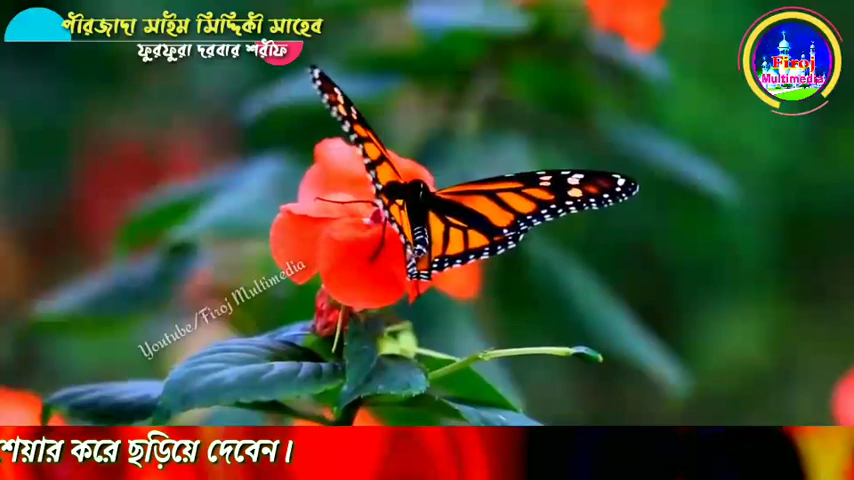 পীরজাদা সাইম সিদ্দিকী সাহেব
ফুরফুরা দরবার শরীফ
Firoj
Multimedia
Youtube/ Firoj Multimedia
শেয়ার করে ছড়িয়ে দেবেন।